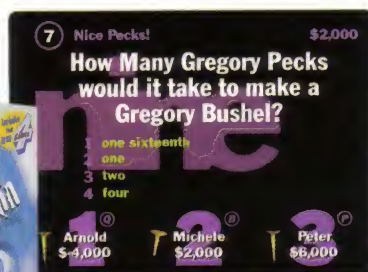 7 Nice Pecks! $2,000
How Many Gregory Pecks
would it take to make a
Gregory Bushel?
nine
1 one sixteenth
2 one
3 two
4 four
1 Q 2 B 3 P
Arnold Michele Peter
$-4,000 $2,000 $6,000